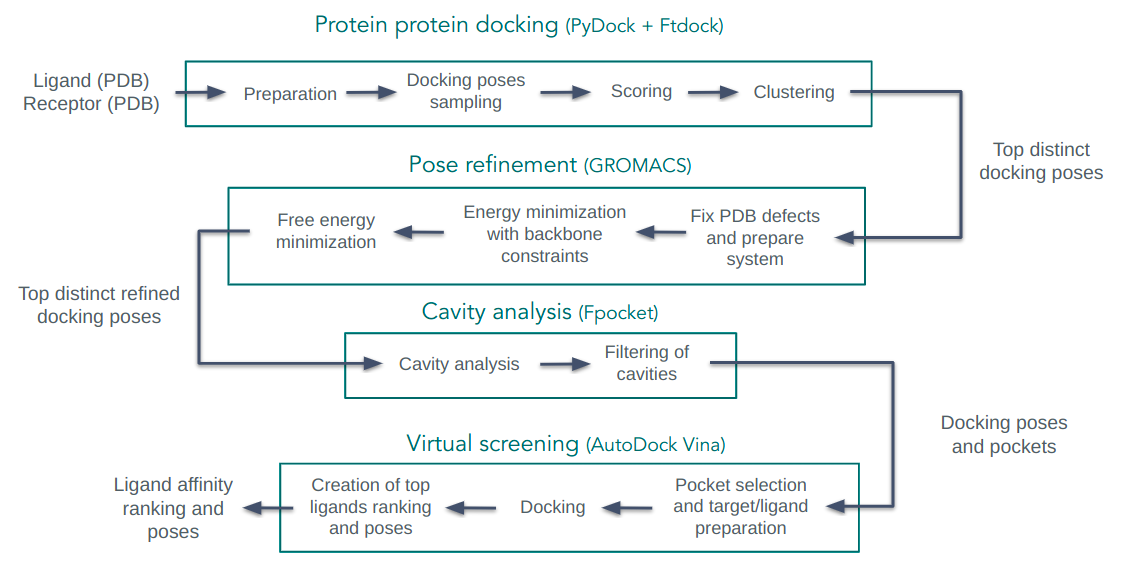 Protein protein docking (PyDock + Ftdock)
Ligand (PDB)
Receptor (PDB)
Preparation
Docking poses
sampling
Scoring
Clustering
Top distinct
docking poses
Pose refinement (GROMACS)
Fix PDB defects
and prepare
system
Energy minimization
with backbone
constraints
Free energy
minimization
Top distinct refined
docking poses
Cavity analysis (Fpocket)
Cavity analysis
Filtering of
cavities
Docking poses
and pockets
Virtual screening (AutoDock Vina)
Pocket selection
and target/ligand
preparation
Docking
Creation of top
ligands ranking
and poses
Ligand affinity
ranking and
poses